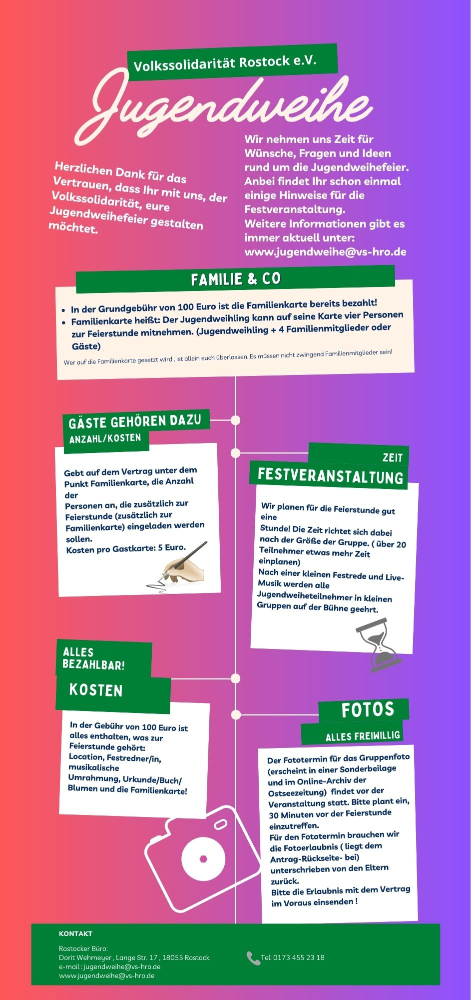 Volkssolidarität Rostock e.V.
Jugendweihe
Herzlichen Dank für das
Vertrauen, dass Ihr mit uns, der
Volkssolidarität, eure
Jugendweihefeier gestalten
möchtet.
Wir nehmen uns Zeit für
Wünsche, Fragen und Ideen
rund um die Jugendweihefeier.
Anbei findet Ihr schon einmal
einige Hinweise für die
Festveranstaltung.
Weitere Informationen gibt es
immer aktuell unter:
www.jugendweihe@vs-hro.de
FAMILIE & CO
• In der Grundgebühr von 100 Euro ist die Familienkarte bereits bezahlt!
• Familienkarte heißt: Der Jugendweihling kann auf seine Karte vier Personen
zur Feierstunde mitnehmen. (Jugendweihling + 4 Familienmitglieder oder
Gäste)
Wer auf die Familienkarte gesetzt wird , ist allein euch überlassen. Es müssen nicht zwingend Familienmitglieder sein!
GÄSTE GEHÖREN DAZU
ANZAHL/KOSTEN
Gebt auf dem Vertrag unter dem
Punkt Familienkarte, die Anzahl
der
Personen an, die zusätzlich zur
Feierstunde (zusätzlich zur
Familienkarte) eingeladen werden
sollen.
Kosten pro Gastkarte: 5 Euro.
ZEIT
FESTVERANSTALTUNG
Wir planen für die Feierstunde gut
eine
Stunde! Die Zeit richtet sich dabei
nach der Größe der Gruppe. ( über 20
Teilnehmer etwas mehr Zeit
einplanen)
Nach einer kleinen Festrede und Live-
Musik werden alle
Jugendweiheteilnehmer in kleinen
Gruppen auf der Bühne geehrt.
ALLES
BEZAHLBAR!
KOSTEN
In der Gebühr von 100 Euro ist
alles enthalten, was zur
Feierstunde gehört:
Location, Festredner/in,
musikalische
Umrahmung, Urkunde/Buch/
Blumen und die Familienkarte!
FOTOS
ALLES FREIWILLIG
Der Fototermin für das Gruppenfoto
(erscheint in einer Sonderbeilage
und im Online-Archiv der
Ostseezeitung) findet vor der
Veranstaltung statt. Bitte plant ein,
30 Minuten vor der Feierstunde
einzutreffen.
Für den Fototermin brauchen wir
die Fotoerlaubnis ( liegt dem
Antrag-Rückseite- bei)
unterschrieben von den Eltern
zurück.
Bitte die Erlaubnis mit dem Vertrag
im Voraus einsenden !
KONTAKT
Rostocker Büro:
Dorit Wehmeyer , Lange Str. 17 , 18055 Rostock
e-mail : jugendweihe@vs-hro.de
www.jugendweihe@vs-hro.de
Tel: 0173 455 23 18